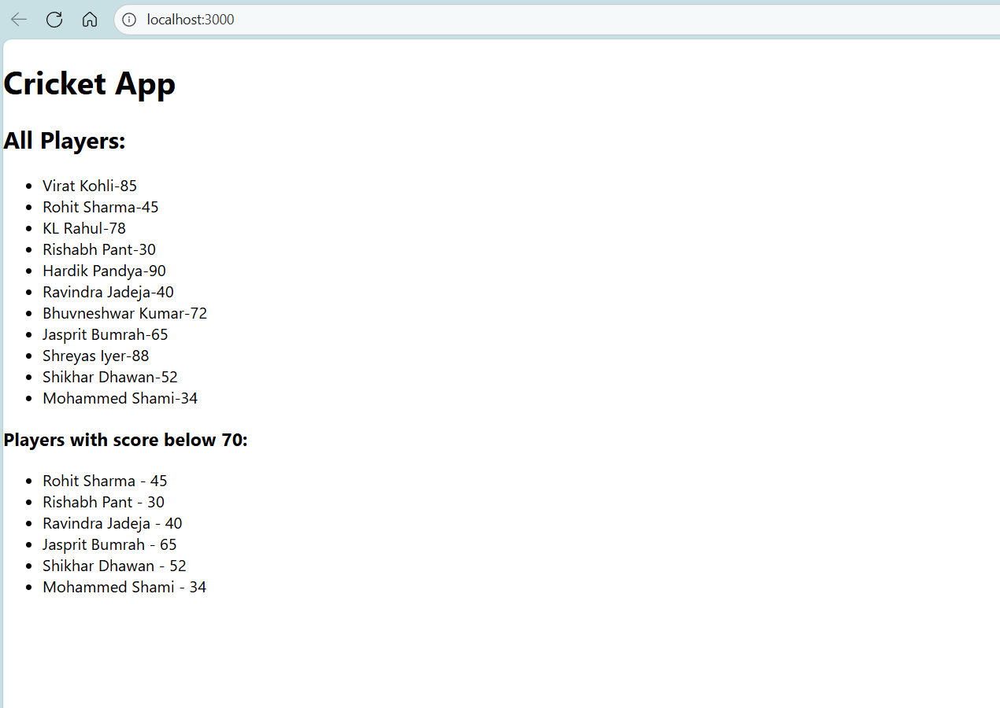 localhost:3000
Cricket App
All Players:
• Virat Kohli-85
• Rohit Sharma-45
• KL Rahul-78
• Rishabh Pant-30
• Hardik Pandya-90
• Ravindra Jadeja-40
• Bhuvneshwar Kumar-72
• Jasprit Bumrah-65
• Shreyas Iyer-88
• Shikhar Dhawan-52
• Mohammed Shami-34
Players with score below 70:
• Rohit Sharma - 45
• Rishabh Pant - 30
• Ravindra Jadeja - 40
• Jasprit Bumrah - 65
• Shikhar Dhawan - 52
• Mohammed Shami - 34